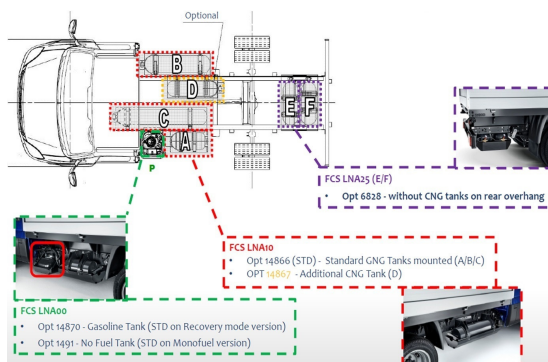 Optional
B
D
C
E F
A
P
FCS LNA25 (E/F)
• Opt 6828 - without CNG tanks on rear overhang
FCS LNA10
• Opt 14866 (STD) - Standard GNG Tanks mounted (A/B/C)
• OPT 14867 - Additional CNG Tank (D)
FCS LNA00
• Opt 14870 - Gasoline Tank (STD on Recovery mode version)
• Opt 1491 - No Fuel Tank (STD on Monofuel version)